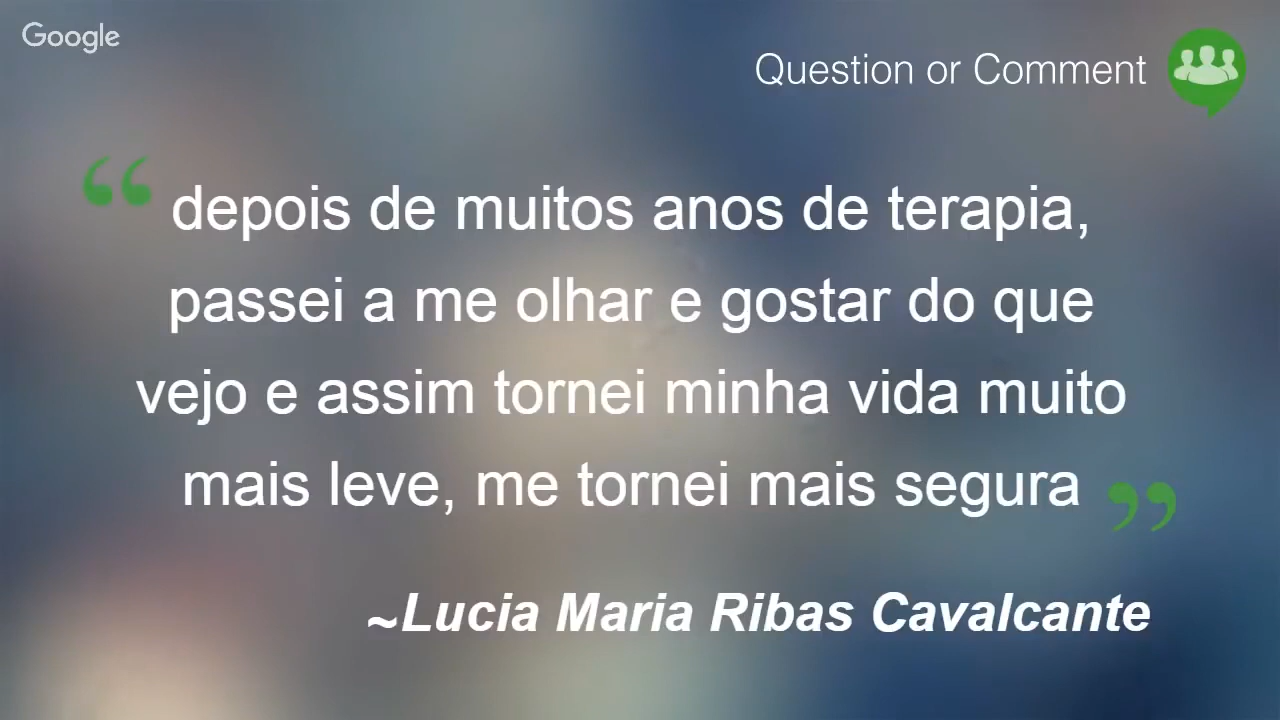 Google
Question or Comment
“ depois de muitos anos de terapia,
passei a me olhar e gostar do que
vejo e assim tornei minha vida muito
mais leve, me tornei mais segura ”
~Lucia Maria Ribas Cavalcante